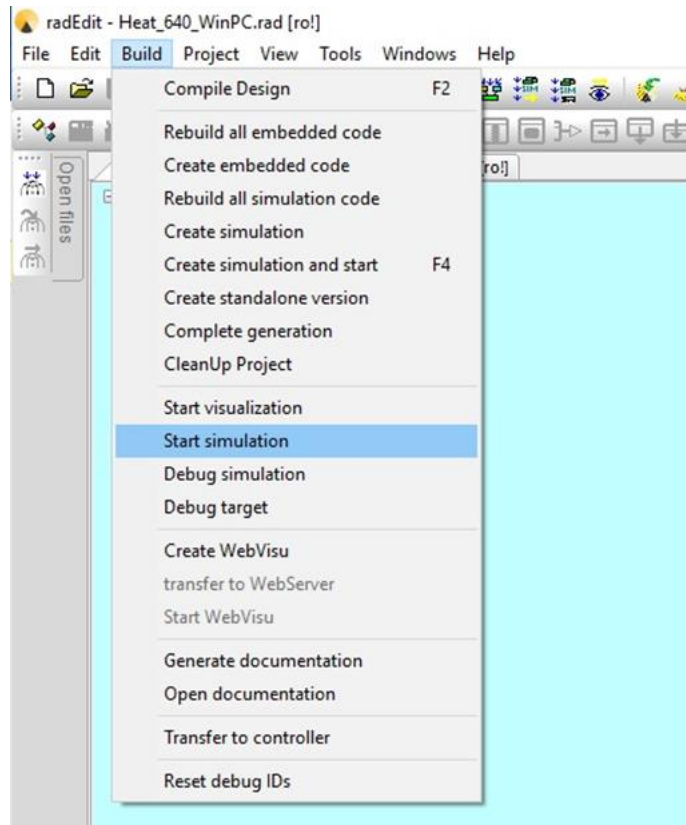 radEdit - Heat_640_WinPC.rad [ro!]
File Edit Build Project View Tools Windows Help
Compile Design F2
Rebuild all embedded code
Create embedded code
Rebuild all simulation code
Create simulation
Create simulation and start F4
Create standalone version
Complete generation
CleanUp Project
Start visualization
Start simulation
Debug simulation
Debug target
Create WebVisu
transfer to WebServer
Start WebVisu
Generate documentation
Open documentation
Transfer to controller
Reset debug IDs
Open files
[ro!]